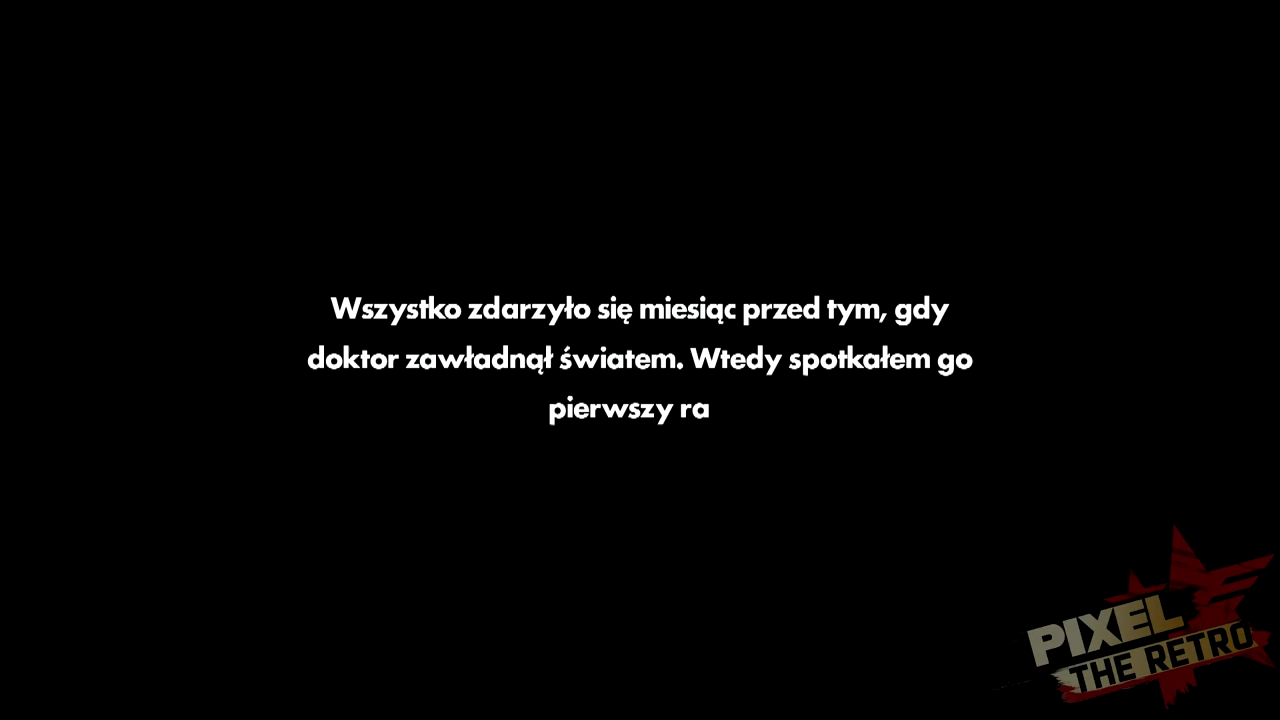 Wszystko zdarzyło się miesiąc przed tym, gdy
doktor zawładnął światem. Wtedy spotkałem go
pierwszy ra
PIXEL
THE RETRO